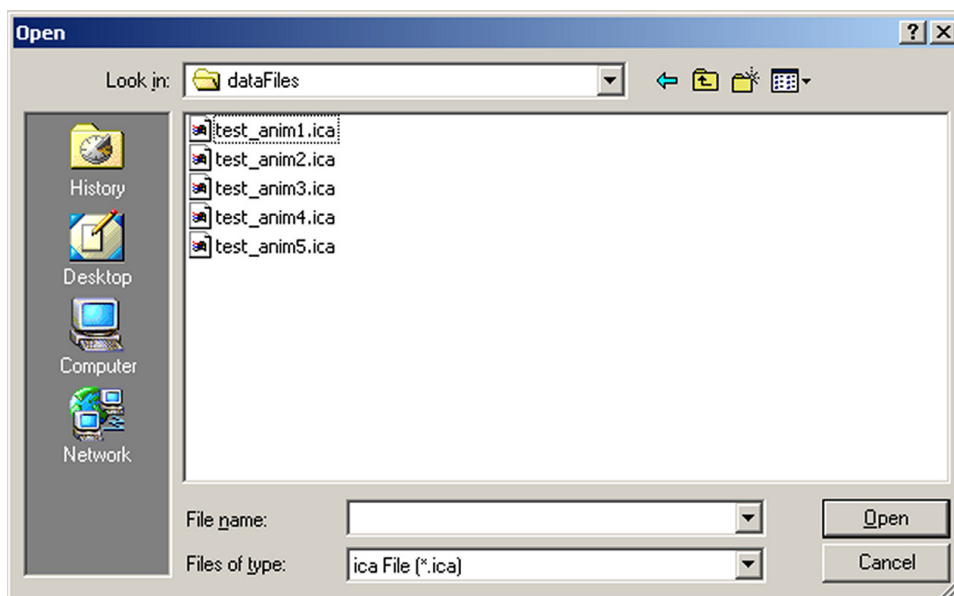 Open
Look in: dataFiles
History
Desktop
Computer
Network
test_anim1.ica
test_anim2.ica
test_anim3.ica
test_anim4.ica
test_anim5.ica
File name:
Open
Files of type: ica File (*.ica)
Cancel